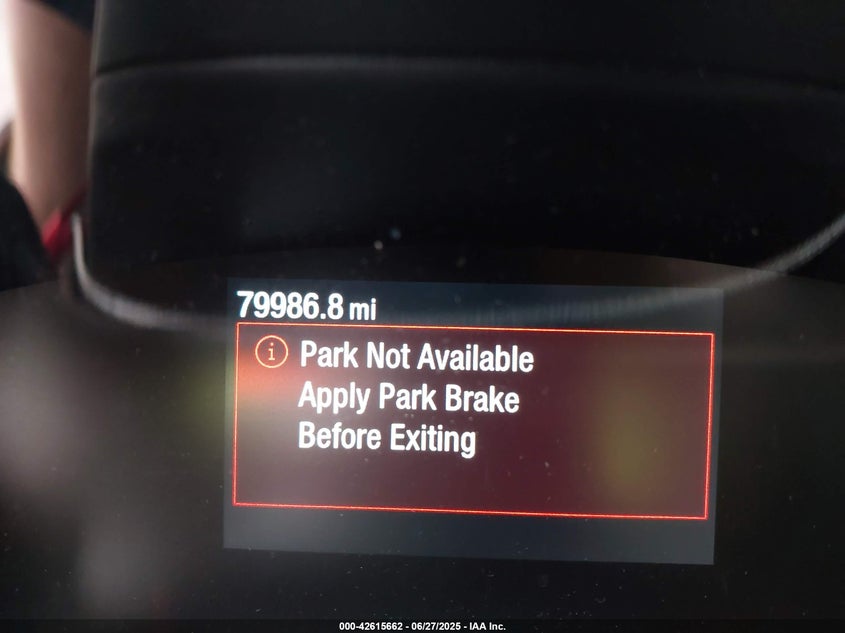 79986.8 mi
Park Not Available
Apply Park Brake
Before Exiting
000-42615662 - 06/27/2025 - IAA Inc.